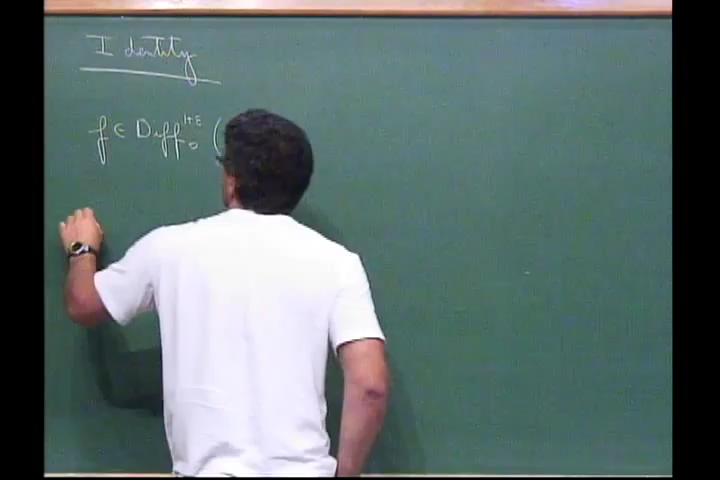 Identity
f ∈ Diff₀^{1+ε} (